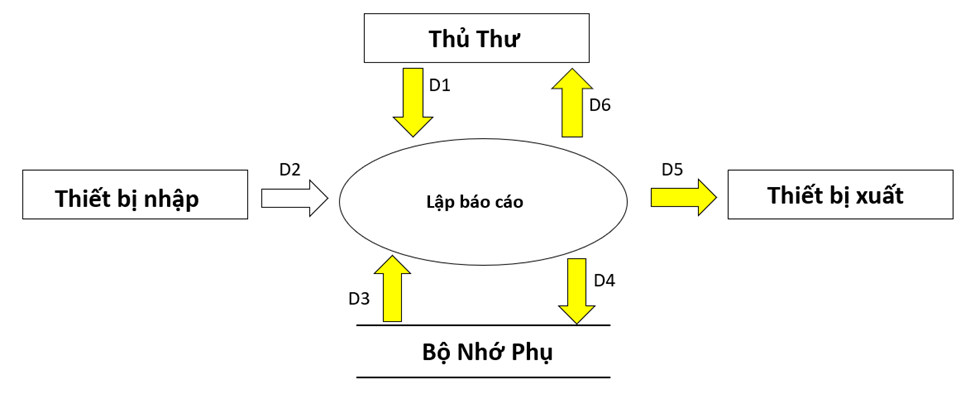 Thủ Thư
D1
D6
D2
D5
Thiết bị nhập
Lập báo cáo
Thiết bị xuất
D3
D4
Bộ Nhớ Phụ